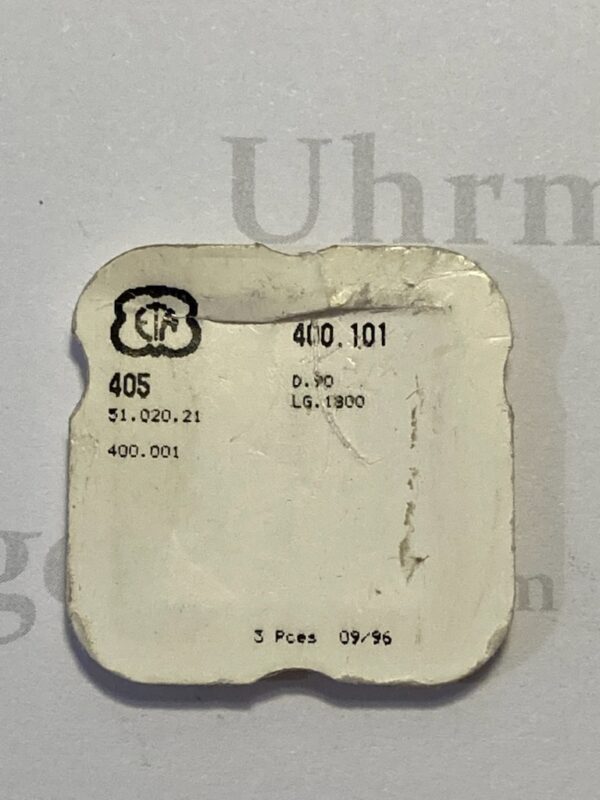 Uhrm
ETA
400.101
405
D.90
LG.1800
51.020.21
400.001
3 Pces 09/96